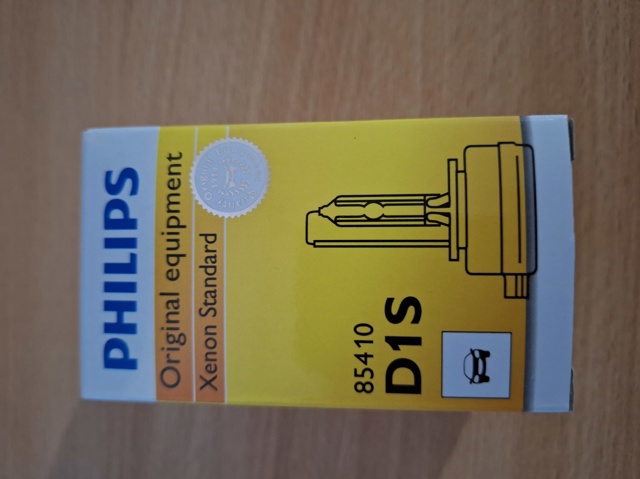 PHILIPS
Original equipment
Xenon Standard
85410
D1S